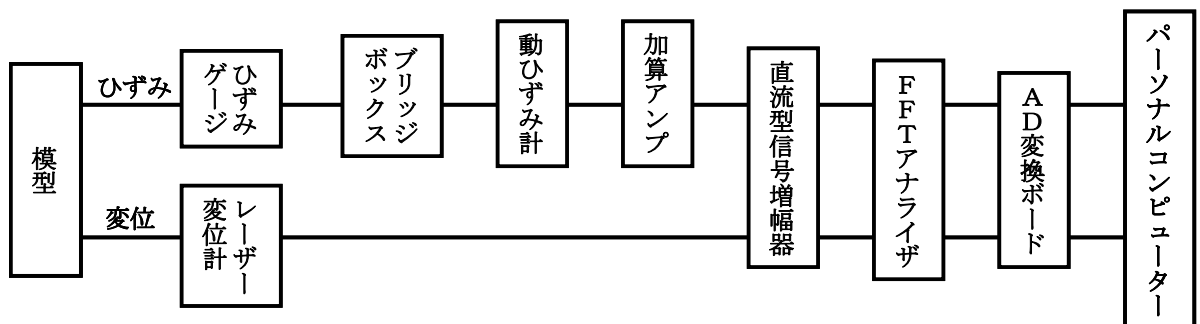 模型
ひずみ
ひずみ
ゲージ
ブリッジ
ボックス
動ひずみ計
加算アンプ
変位
レーザー
変位計
直流型信号増幅器
FFTアナライザ
AD変換ボード
パーソナルコンピューター